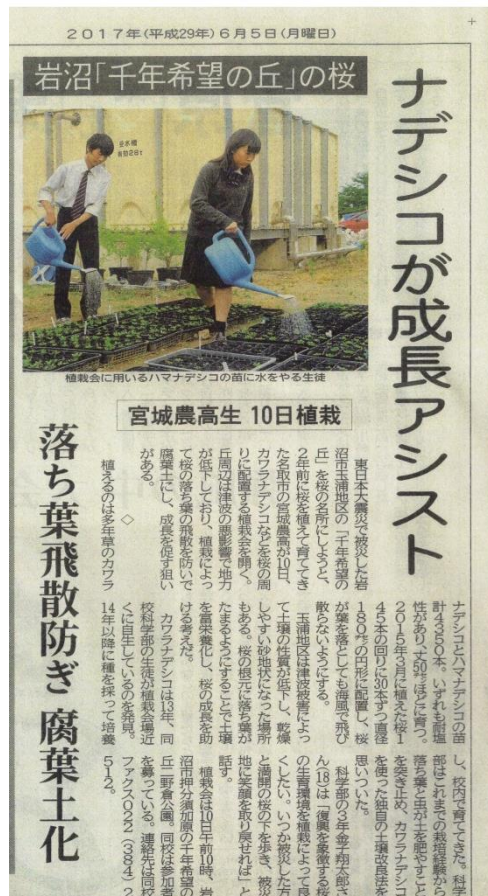 2017年(平成29年)6月5日(月曜日)
岩沼「千年希望の丘」の桜
ナデシコが成長アシスト
植栽会に用いるハマナデシコの苗に水をやる生徒
宮城農高生 10日植栽
落ち葉飛散防ぎ 腐葉土化
東日本大震災で被災した岩
沼市玉浦地区の「千年希望の
丘」を桜の名所にしようと、
2年前に桜を植えて育ててき
た名取市の宮城農高が10日、
カワラナデシコなどを桜の周
りに配置する植栽会を開く。
丘周辺は津波の悪影響で地力
が低下しており、植栽によっ
て桜の落ち葉の飛散を防いで
腐葉土にし、成長を促す狙い
がある。
◇
植えるのは多年草のカワラ
ナデシコとハマナデシコの苗
計4350本。いずれも耐塩
性があり、丈50㌢ほどに育つ。
2015年3月に植えた桜1
45本の回りに30本ずつ直径
180㌢の円形に配置し、桜
が葉を落としても海風で飛び
散らないようにする。
玉浦地区は津波被害によっ
て土壌の性質が低下し、乾燥
しやすい砂地状になった場所
もある。桜の根元に落ち葉が
たまるようにすることで土壌
を富栄養化し、桜の成長を助
ける考えだ。
カワラナデシコは13年、同
校科学部の生徒が植栽会場近
くに自生しているのを発見。
14年以降に種を採って培養
し、校内で育ててきた。科学
部はこれまでの栽培経験から
落ち葉と虫が土を肥やすこと
を突き止め、カワラナデシ
を使った独自の土壌改良法を
思いついた。
科学部の3年金子翔太郎さ
ん(18)は「復興を象徴する桜
の生育環境を植栽によって良
くしたい。いつか被災した方
と満開の桜の下を歩き、被災
地に笑顔を取り戻せれば」と
話す。
植栽会は10日午前10時、岩
沼市押分須加原の千年希望の
丘二野倉公園。同校は参加者
を募っている。連絡先は同校
ファクス022(384)2
512。